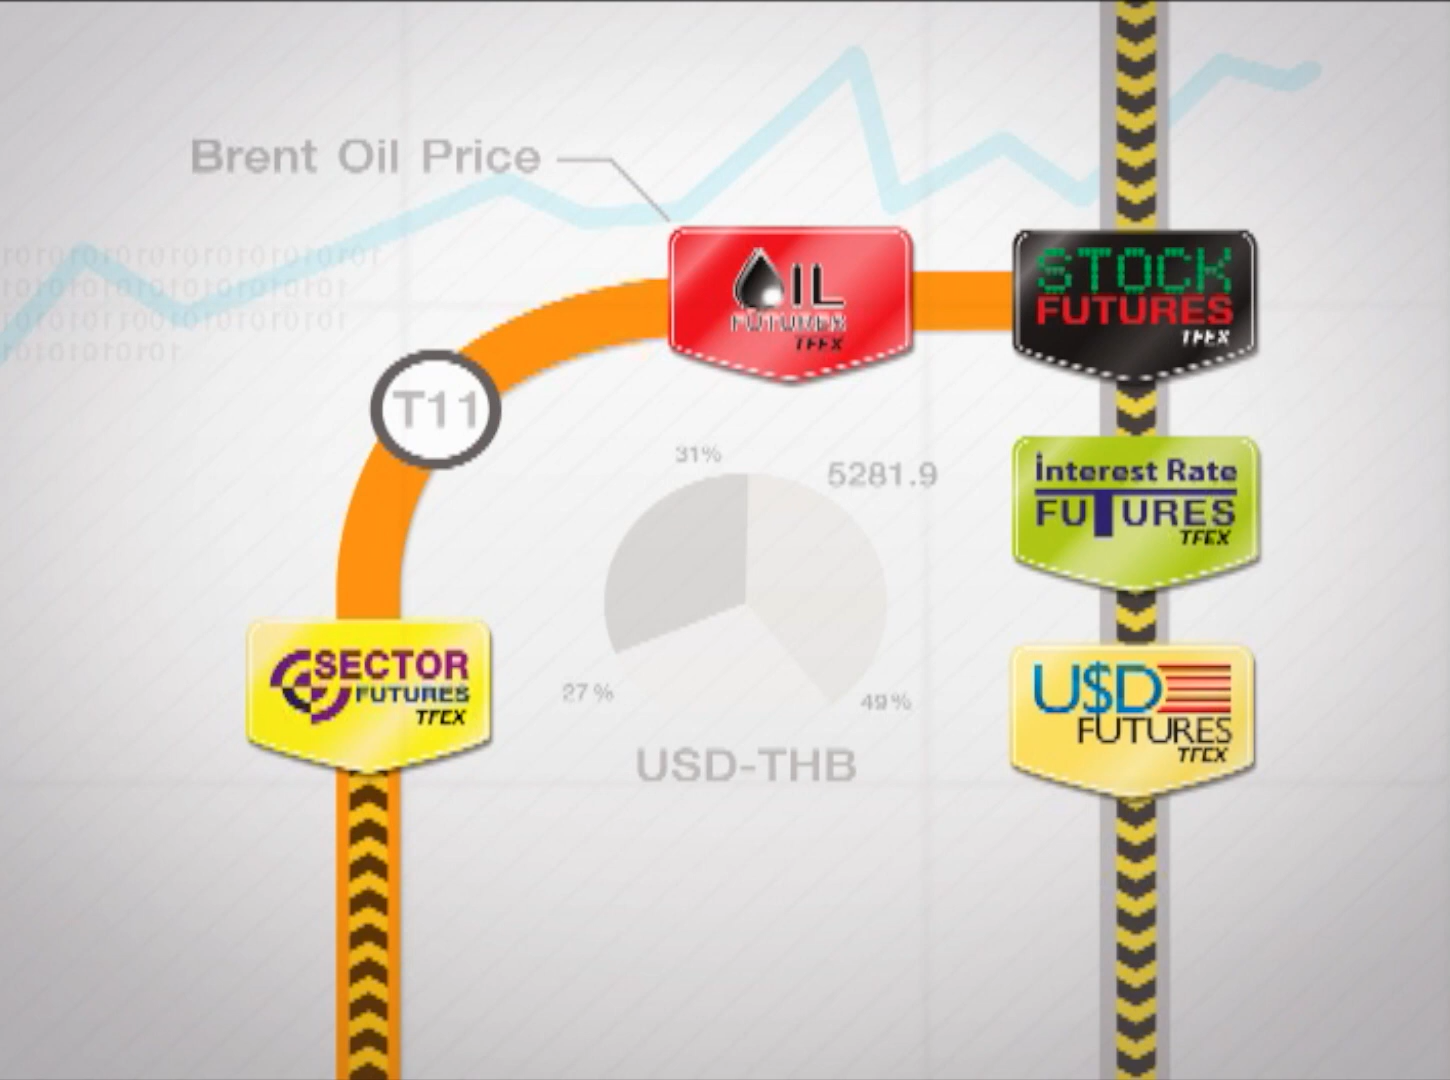 Brent Oil Price
OIL
FUTURES
TFEX
STOCK
FUTURES
TFEX
T11
31%
5281.9
Interest Rate
FUTURES
TFEX
SECTOR
FUTURES
TFEX
27%
49%
U$D
FUTURES
TFEX
USD-THB